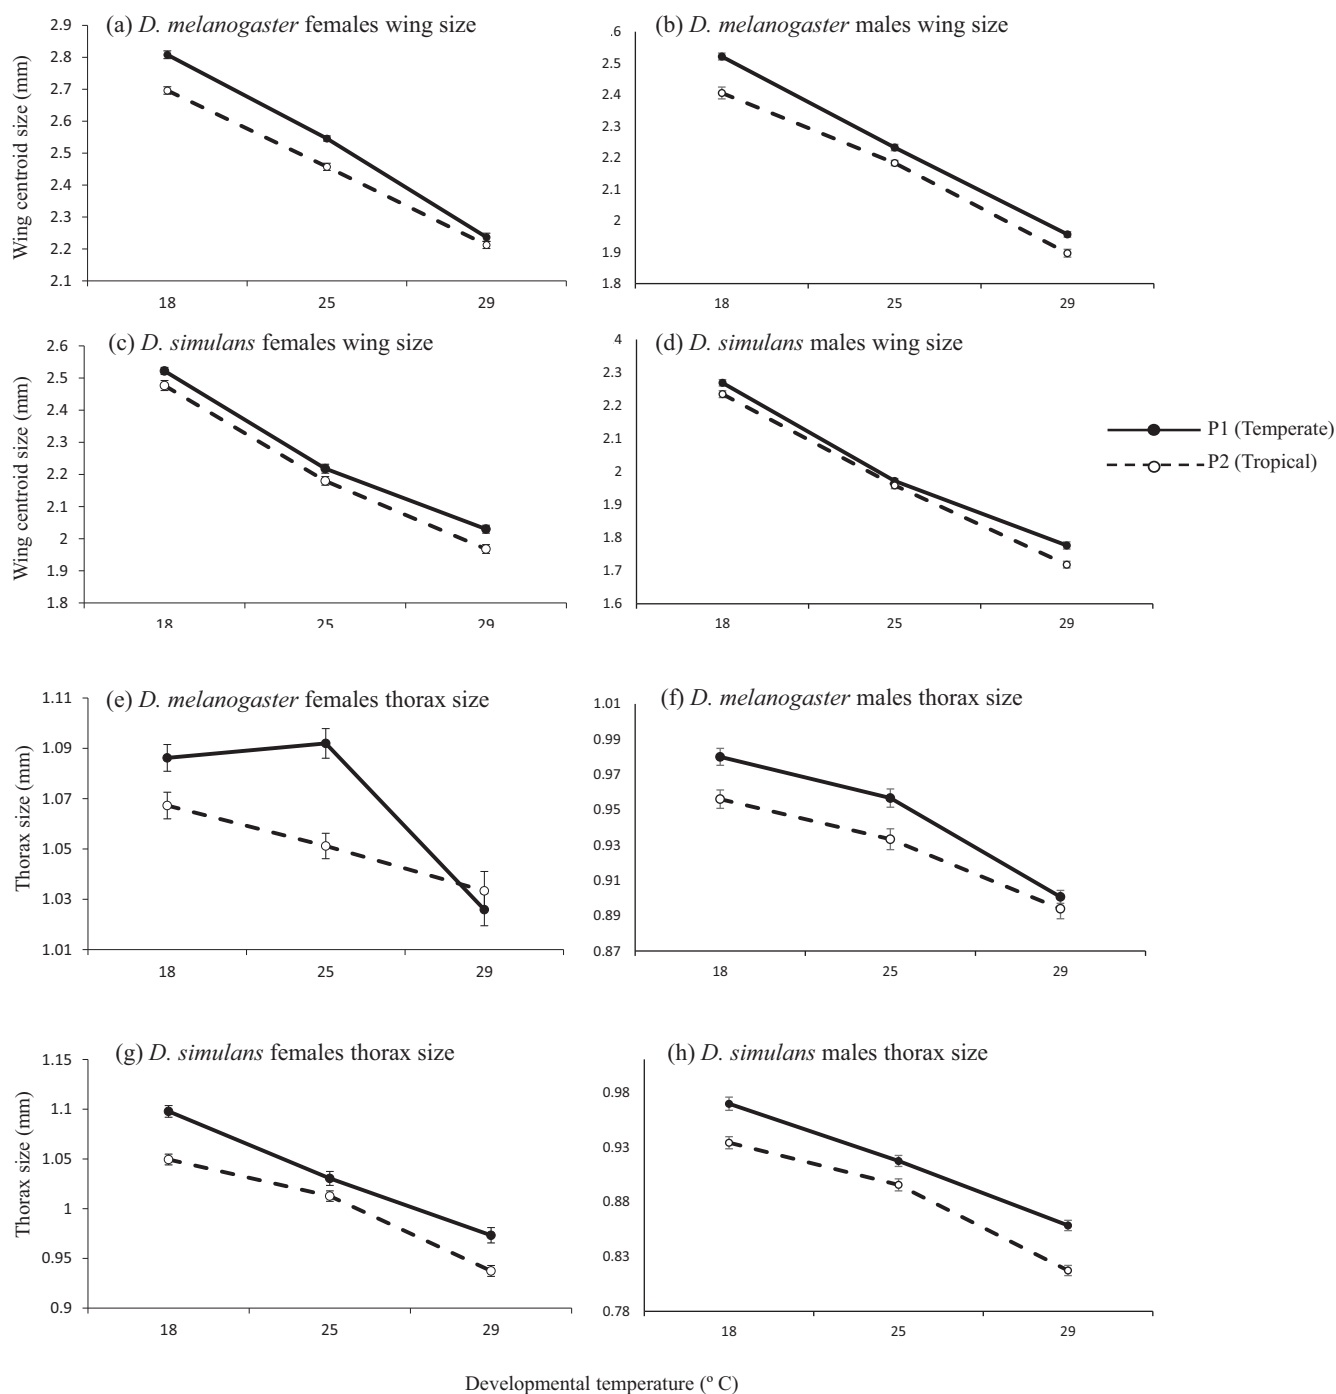 (a) D. melanogaster females wing size
Wing centroid size (mm)
2.9
2.8
2.7
2.6
2.5
2.4
2.3
2.2
2.1
18 25 29
(b) D. melanogaster males wing size
.6
2.5
2.4
2.3
2.2
2.1
2
1.9
1.8
18 25 29
(c) D. simulans females wing size
Wing centroid size (mm)
2.6
2.5
2.4
2.3
2.2
2.1
2
1.9
1.8
18 25 29
(d) D. simulans males wing size
4
2.3
2.2
2.1
2
1.9
1.8
1.7
1.6
18 25 29
P1 (Temperate)
P2 (Tropical)
(e) D. melanogaster females thorax size
Thorax size (mm)
1.11
1.09
1.07
1.05
1.03
1.01
18 25 29
(f) D. melanogaster males thorax size
1.01
0.99
0.97
0.95
0.93
0.91
0.89
0.87
18 25 29
(g) D. simulans females thorax size
Thorax size (mm)
1.15
1.1
1.05
1
0.95
0.9
18 25 29
(h) D. simulans males thorax size
0.98
0.93
0.88
0.83
0.78
18 25 29
Developmental temperature (º C)